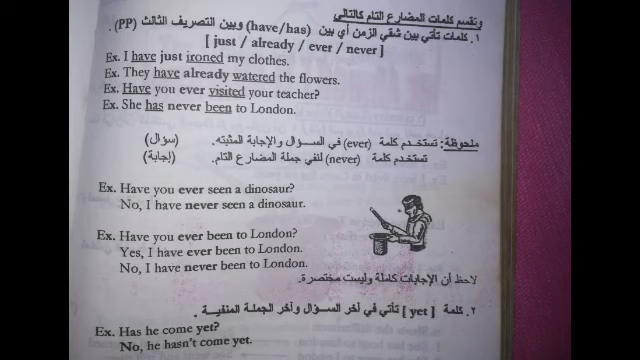 وتقسم كلمات المضارع التام كالتالي
١. كلمات تأتي بين شقي الزمن أي بين (have/has) وبين التصريف الثالث (PP).
[ just / already / ever / never ]
Ex. I have just ironed my clothes.
Ex. They have already watered the flowers.
Ex. Have you ever visited your teacher?
Ex. She has never been to London.
ملحوظة: تستخدم كلمة (ever) في السؤال والإجابة المثبته. (سؤال)
تستخدم كلمة (never) لنفي جملة المضارع التام. (إجابة)
Ex. Have you ever seen a dinosaur?
No, I have never seen a dinosaur.
Ex. Have you ever been to London?
Yes, I have ever been to London.
No, I have never been to London.
لاحظ أن الإجابات كاملة وليست مختصرة.
٢. كلمة [ yet ] تأتي في أخر السؤال وأخر الجملة المنفية.
Ex. Has he come yet?
No, he hasn't come yet.